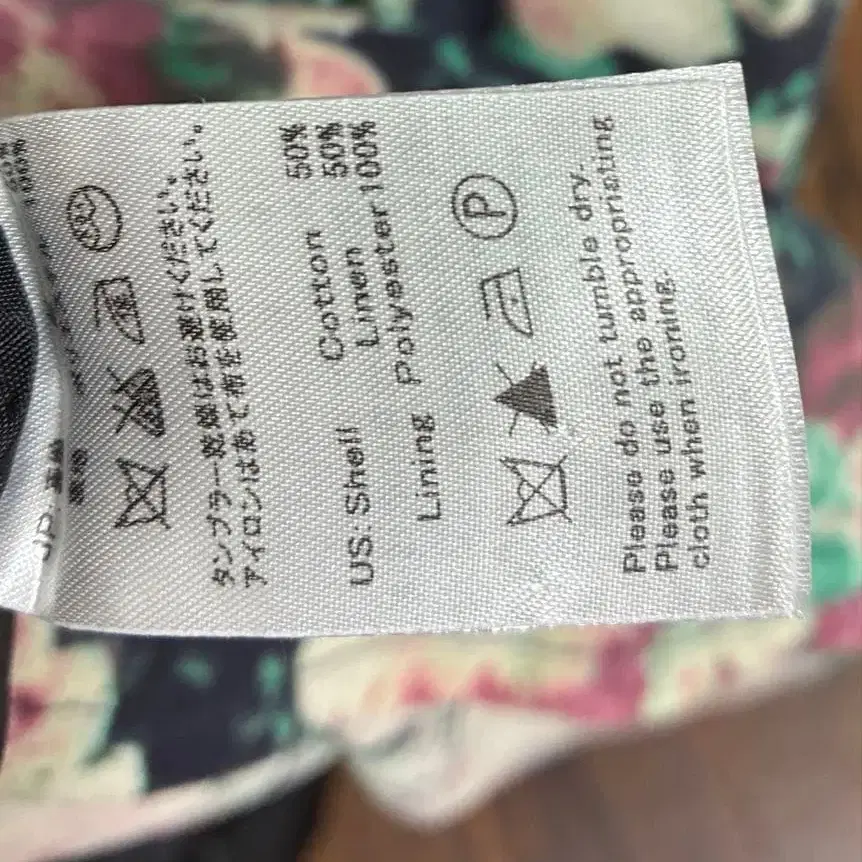 JP:
タンブラー乾燥はお避けください。
アイロンはあて布を使用してください。
US: Shell Cotton 50%
Linen 50%
Lining Polyester 100%
P
Please do not tumble dry.
Please use the appropriating
cloth when ironing.